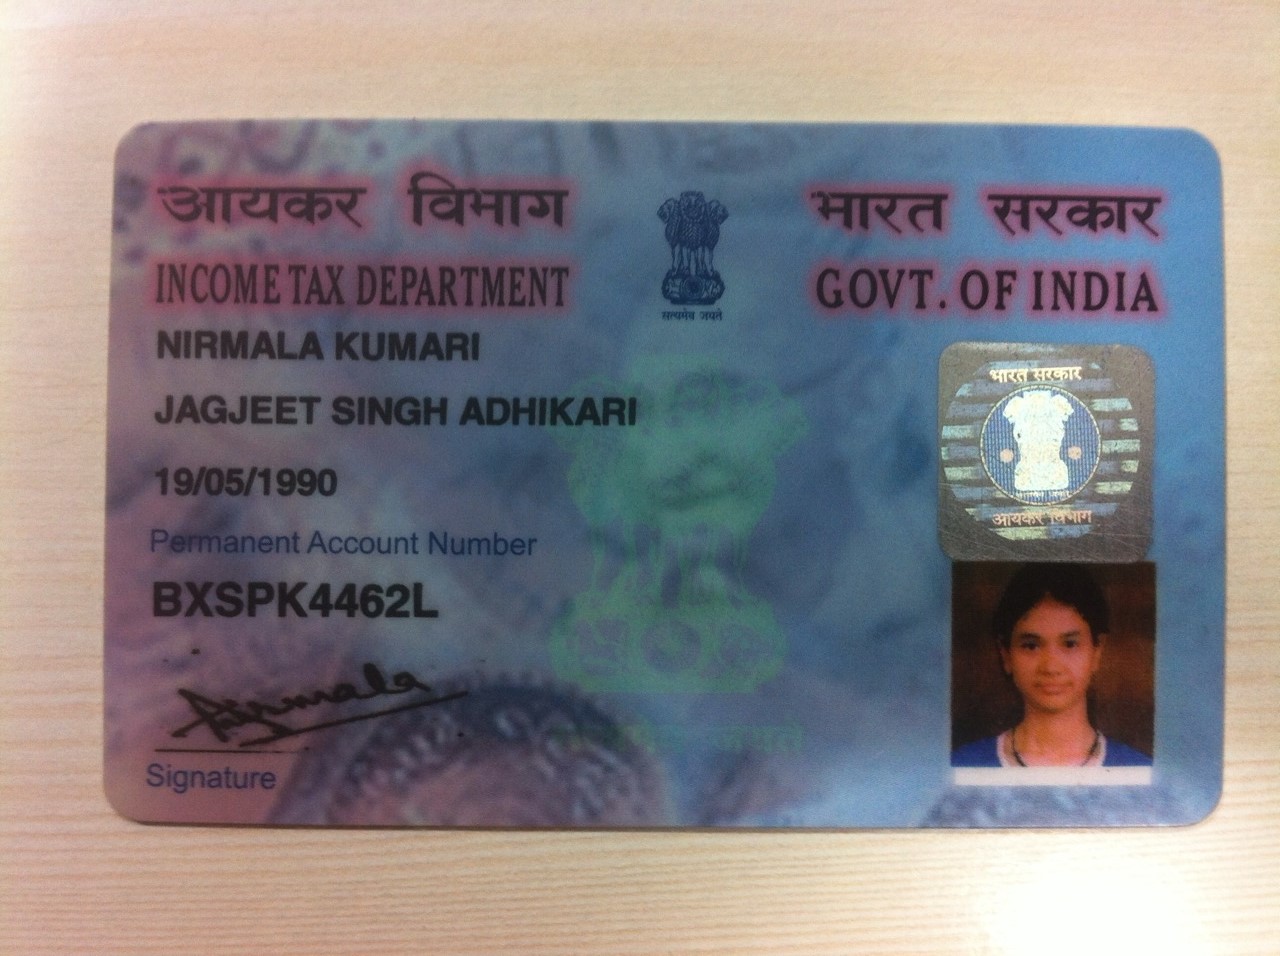 आयकर विभाग
भारत सरकार
INCOME TAX DEPARTMENT
GOVT. OF INDIA
सत्यमेव जयते
NIRMALA KUMARI
JAGJEET SINGH ADHIKARI
19/05/1990
Permanent Account Number
BXSPK4462L
भारत सरकार
आयकर विभाग
Nirmala
Signature
जयते